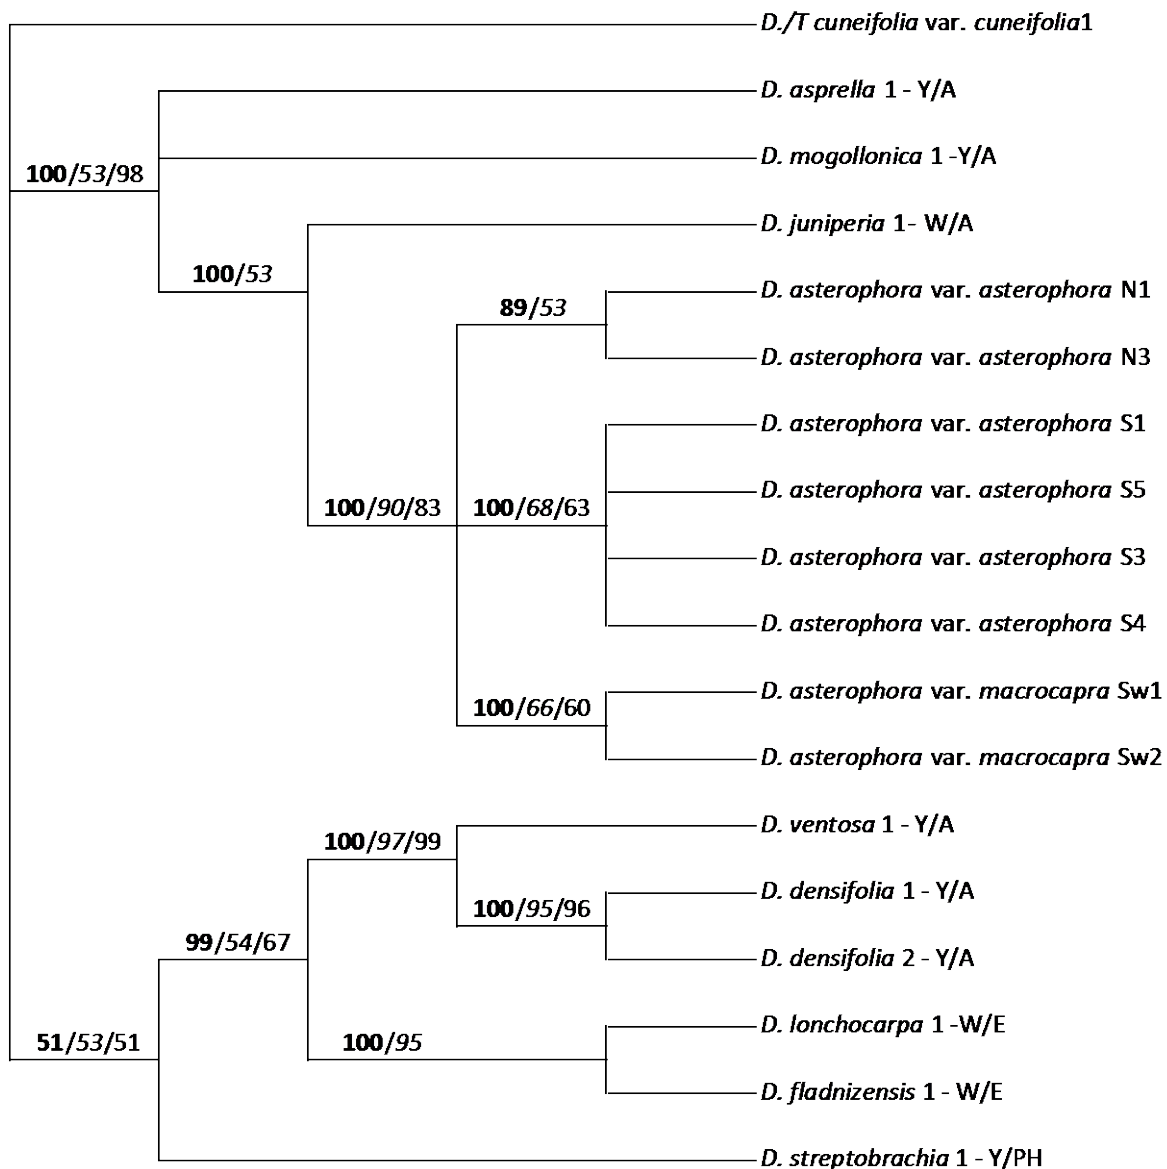 D./T cuneifolia var. cuneifolia1
D. asprella 1 - Y/A
D. mogollonica 1 -Y/A
100/53/98
D. juniperia 1- W/A
100/53
D. asterophora var. asterophora N1
89/53
D. asterophora var. asterophora N3
D. asterophora var. asterophora S1
D. asterophora var. asterophora S5
100/90/83
100/68/63
D. asterophora var. asterophora S3
D. asterophora var. asterophora S4
D. asterophora var. macrocapra Sw1
100/66/60
D. asterophora var. macrocapra Sw2
D. ventosa 1 - Y/A
100/97/99
D. densifolia 1 - Y/A
100/95/96
99/54/67
D. densifolia 2 - Y/A
D. lonchocarpa 1 -W/E
51/53/51
100/95
D. fladnizensis 1 - W/E
D. streptobrachia 1 - Y/PH